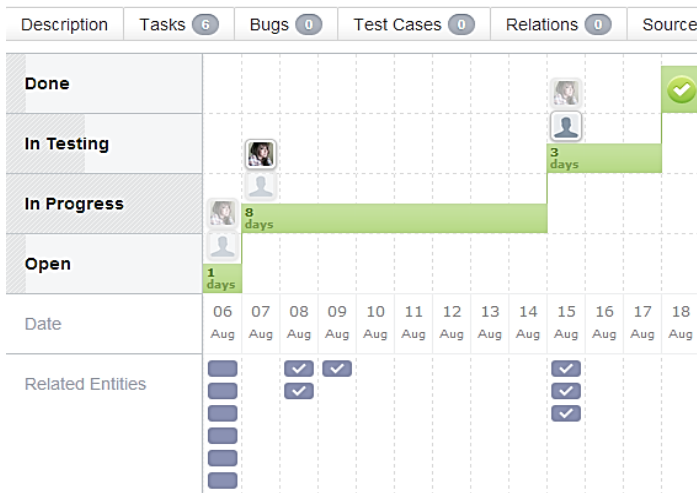 Description Tasks 6 Bugs 0 Test Cases 0 Relations 0 Source
Done
In Testing
3
days
In Progress
8
days
Open
1
days
Date
06 07 08 09 10 11 12 13 14 15 16 17 18
Aug Aug Aug Aug Aug Aug Aug Aug Aug Aug Aug Aug Aug
Related Entities